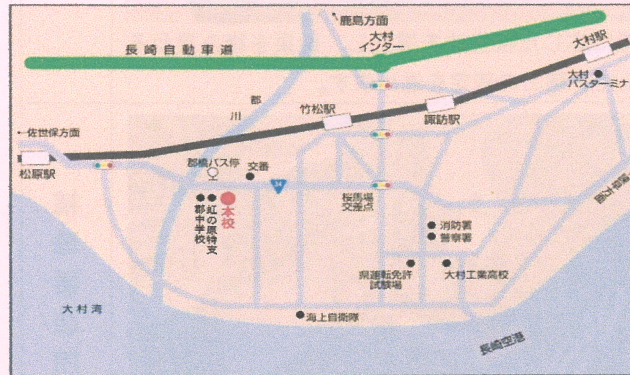 鹿島方面
大村
インター
長崎自動車道
大村駅
大村
バスターミナ
郡
川
竹松駅
諏訪駅
佐世保方面
松原駅
郡橋バス停
交番
34
桜馬場
交差点
本校
虹の原特支
郡中学校
消防署
警察署
県運転免許
試験場
大村工業高校
大村湾
海上自衛隊
長崎空港